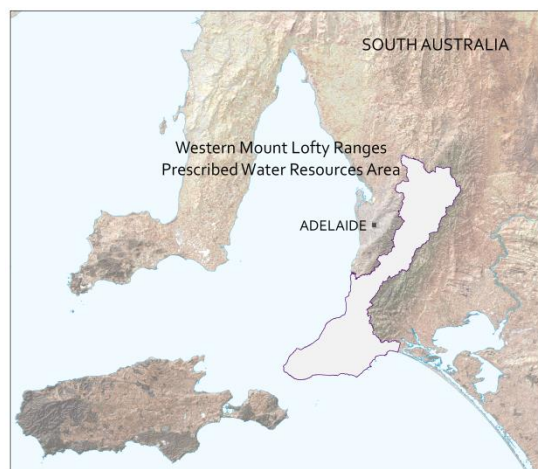 SOUTH AUSTRALIA
Western Mount Lofty Ranges
Prescribed Water Resources Area
ADELAIDE